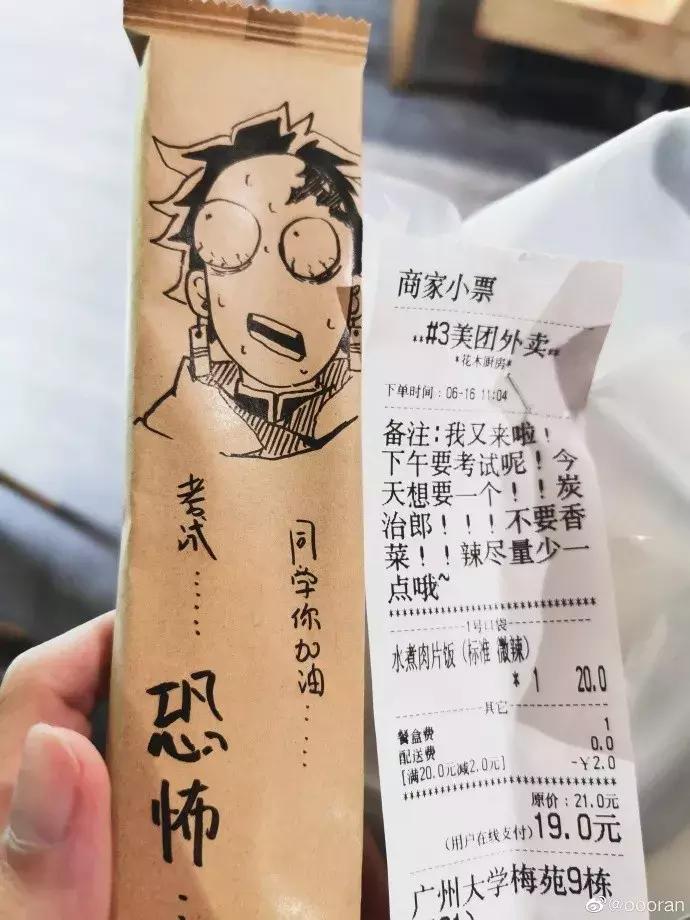 考试……
同学你加油……
恐怖…
商家小票
**#3美团外卖**
*花木厨房*
下单时间：06-16 11:04
备注：我又来啦！
下午要考试呢！今
天想要一个！！炭
治郎！！！不要香
菜！！辣尽量少一
点哦~
1号口袋
水煮肉片饭（标准 微辣）
*1 20.0
其它
餐盒费 1
配送费 0.0
[满20.0元减2.0元] -￥2.0
原价：21.0元
(用户在线支付)19.0元
广州大学梅苑9栋
@oooran